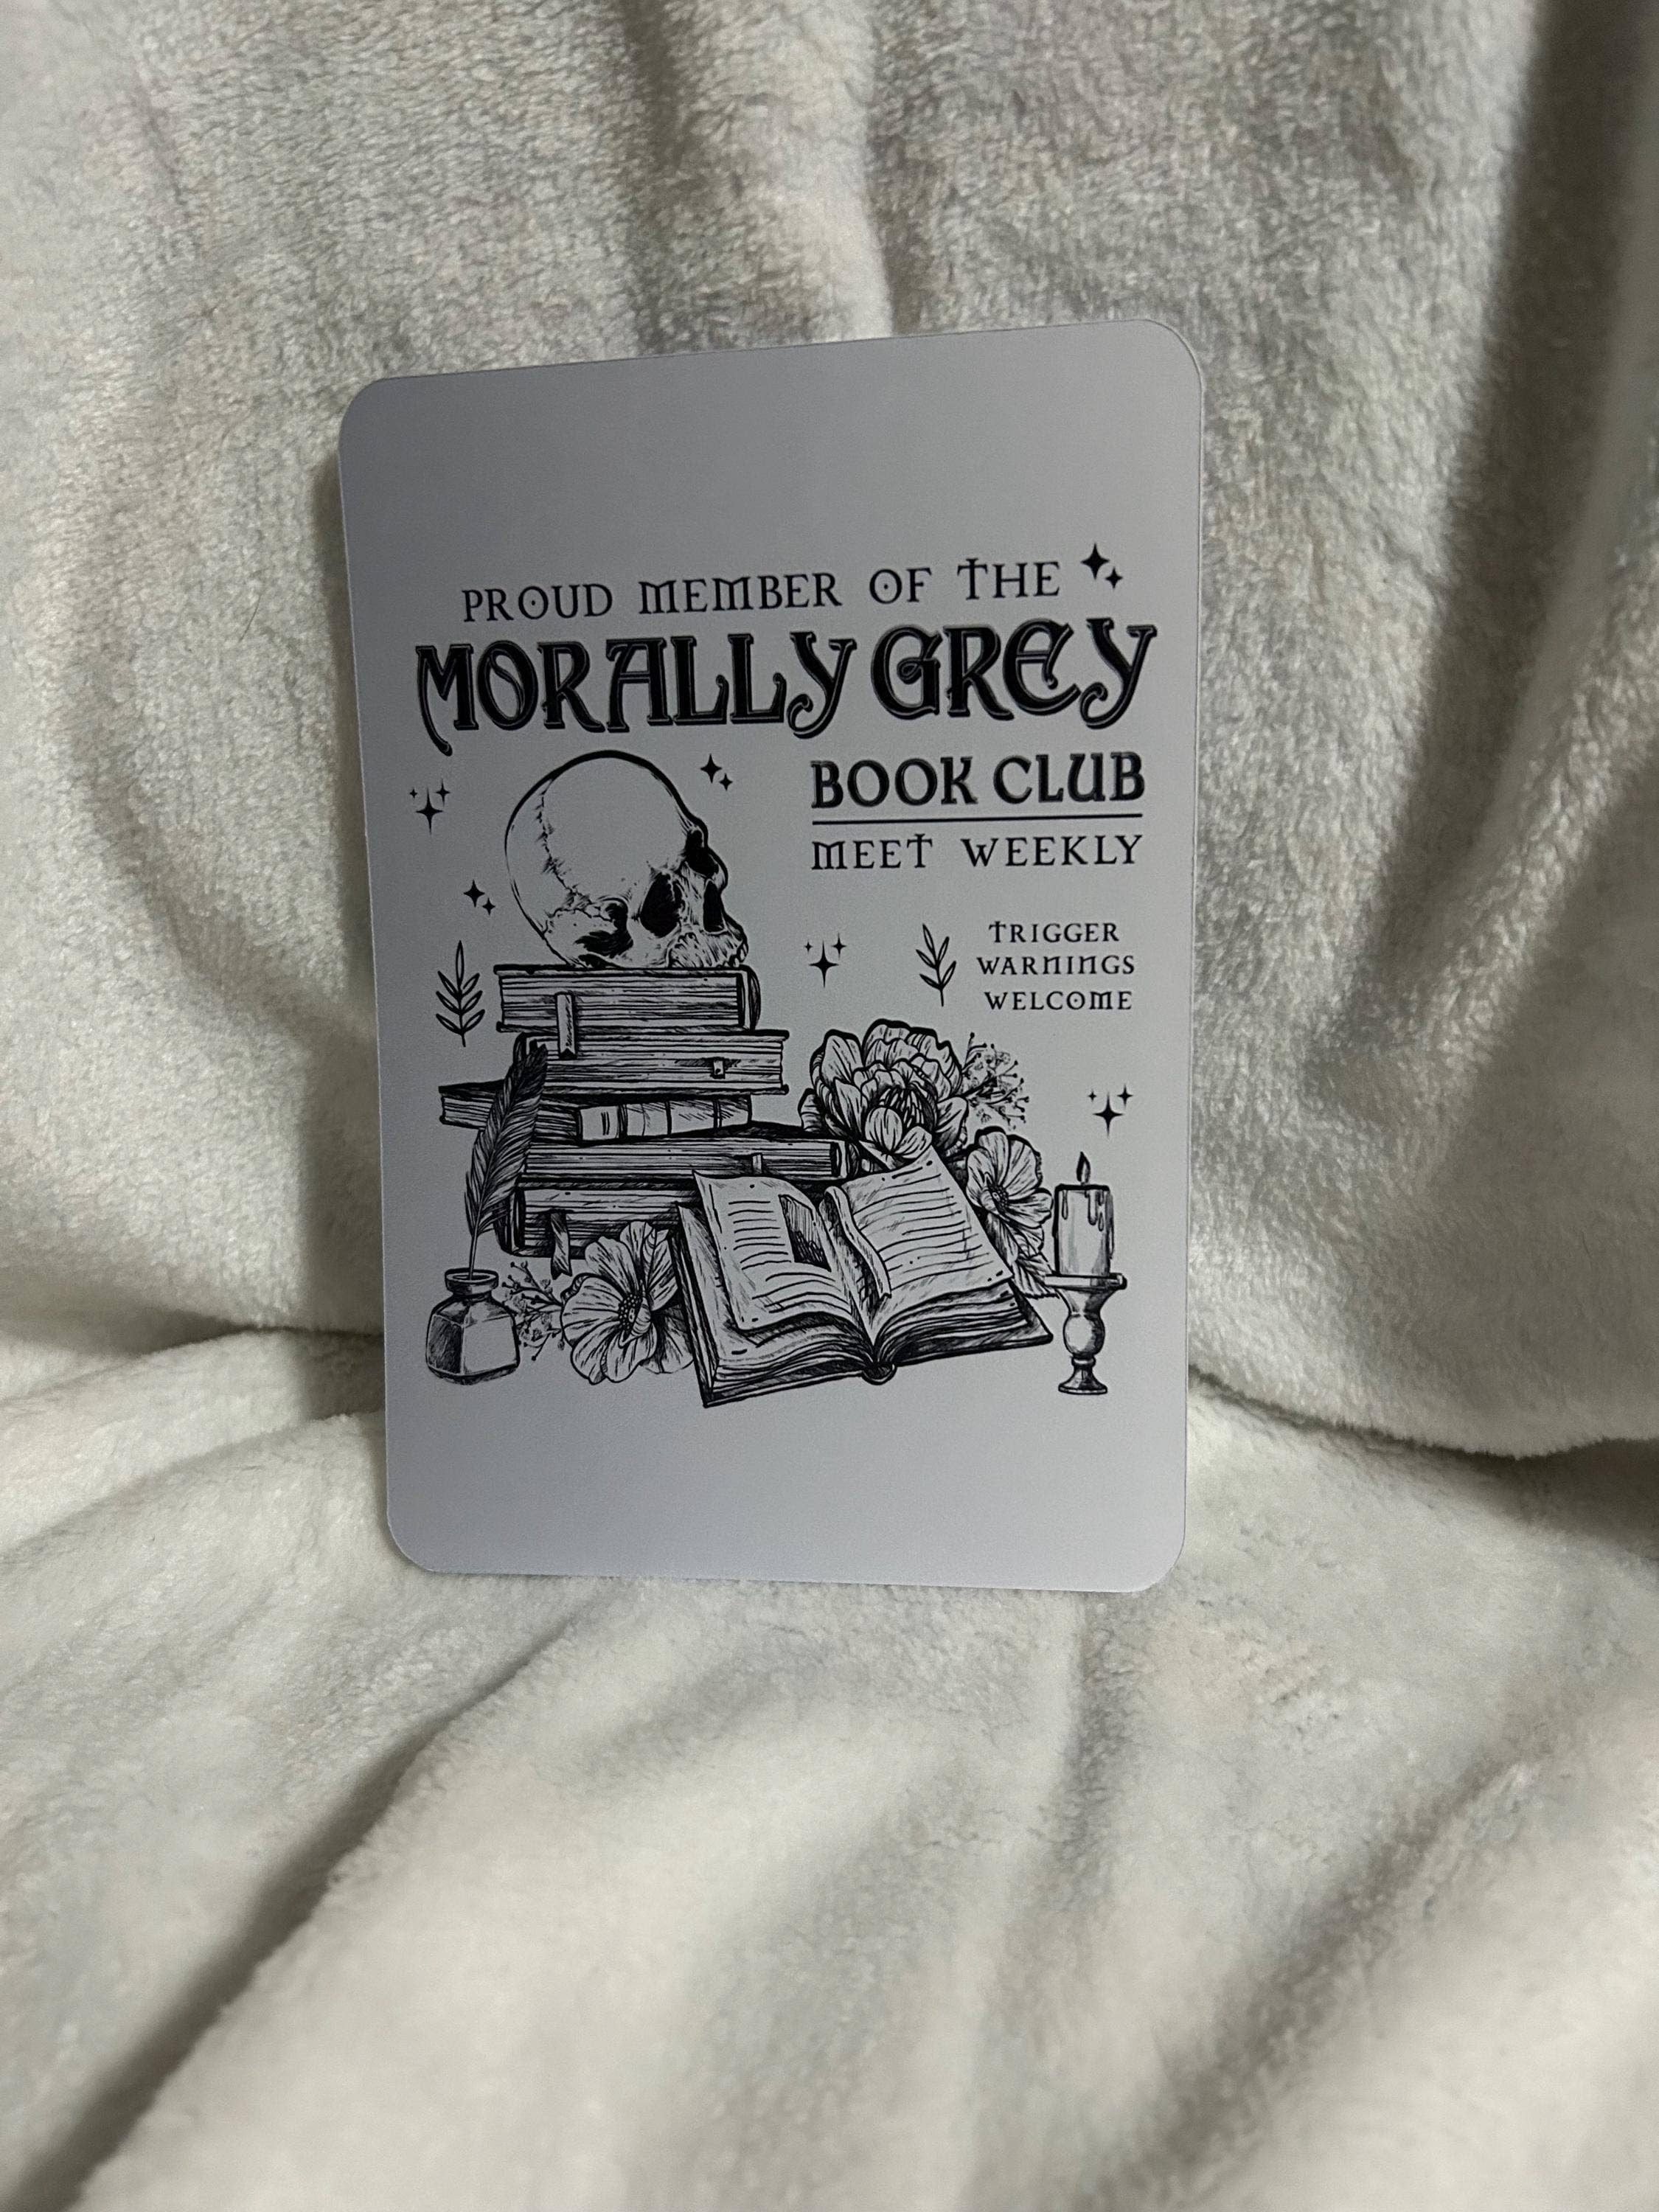 PROUD MEMBER OF THE
MORALLY GREY
BOOK CLUB
MEET WEEKLY
TRIGGER
WARNINGS
WELCOME